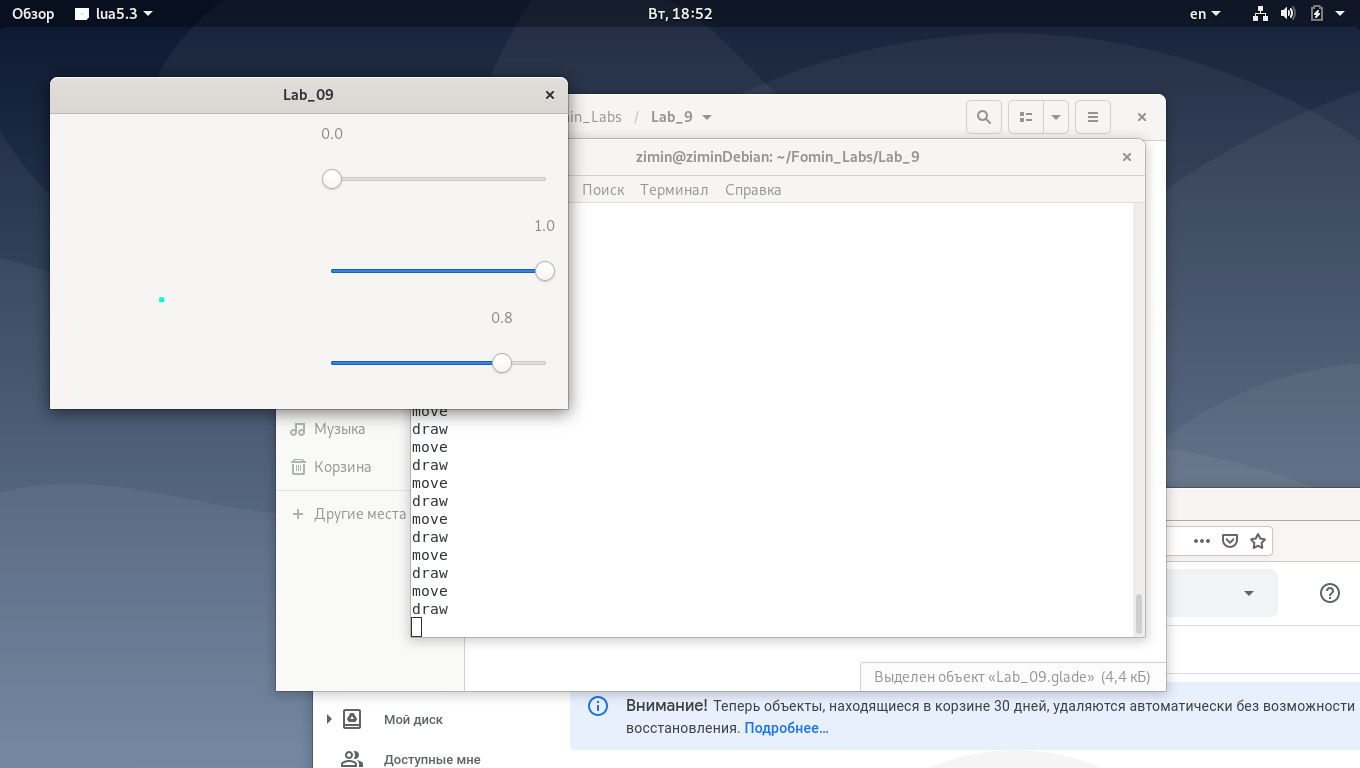 Обзор lua5.3 Вт, 18:52 en
Lab_09
0.0
1.0
0.8
in_Labs / Lab_9
zimin@ziminDebian: ~/Fomin_Labs/Lab_9
Поиск Терминал Справка
move
draw
move
draw
move
draw
move
draw
move
draw
move
draw
Музыка
Корзина
+ Другие места
Выделен объект «Lab_09.glade» (4,4 кБ)
Мой диск
Доступные мне
Внимание! Теперь объекты, находящиеся в корзине 30 дней, удаляются автоматически без возможности
восстановления. Подробнее...